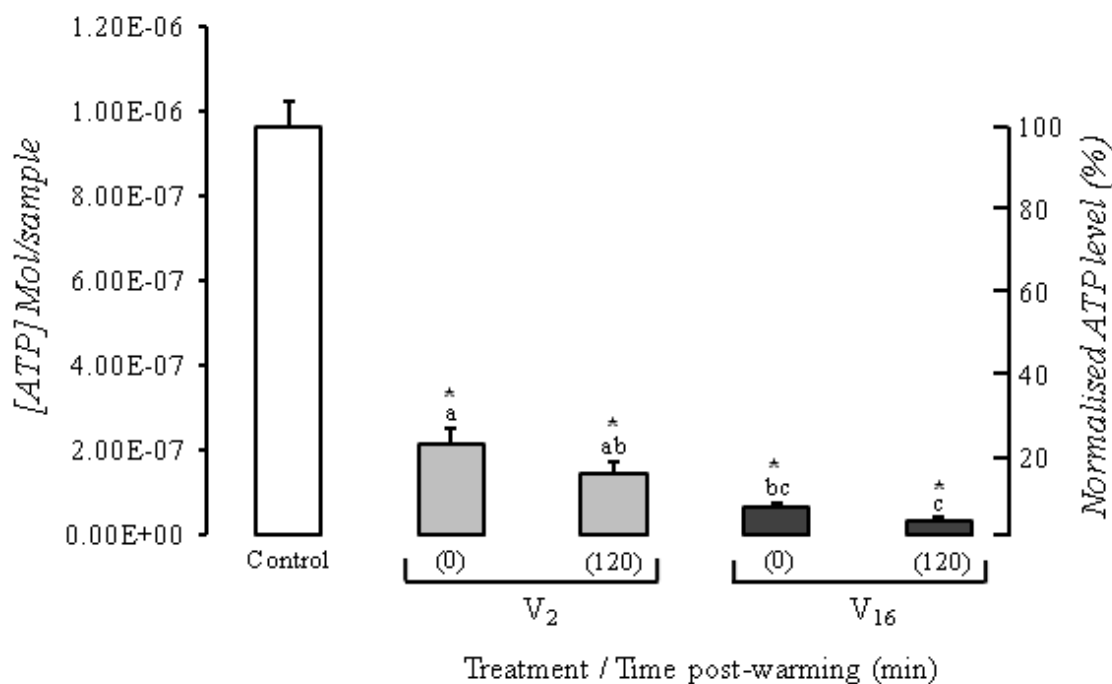 [ATP] Mol/sample
1.20E-06
1.00E-06
8.00E-07
6.00E-07
4.00E-07
2.00E-07
0.00E+00
*
a
*
ab
*
bc
*
c
100
80
60
40
20
Normalised ATP level (%)
Control
(0)
(120)
(0)
(120)
V2
V16
Treatment / Time post-warming (min)